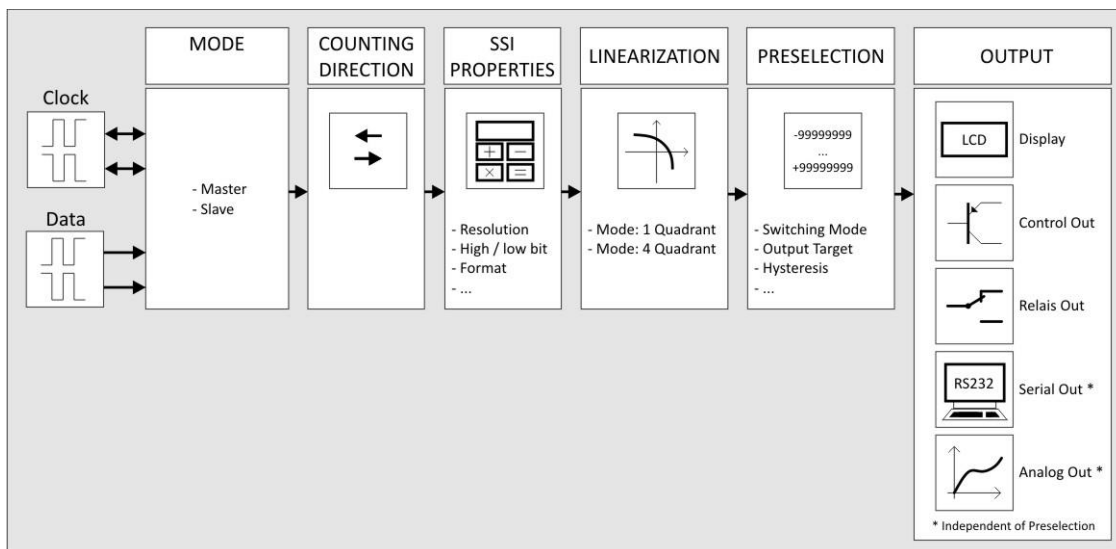 MODE
COUNTING
DIRECTION
SSI
PROPERTIES
LINEARIZATION
PRESELECTION
OUTPUT
Clock
Data
- Master
- Slave
+ -
× =
- Resolution
- High / low bit
- Format
- ...
- Mode: 1 Quadrant
- Mode: 4 Quadrant
-99999999
...
+99999999
- Switching Mode
- Output Target
- Hysteresis
- ...
LCD
Display
Control Out
Relais Out
RS232
Serial Out *
Analog Out *
* Independent of Preselection